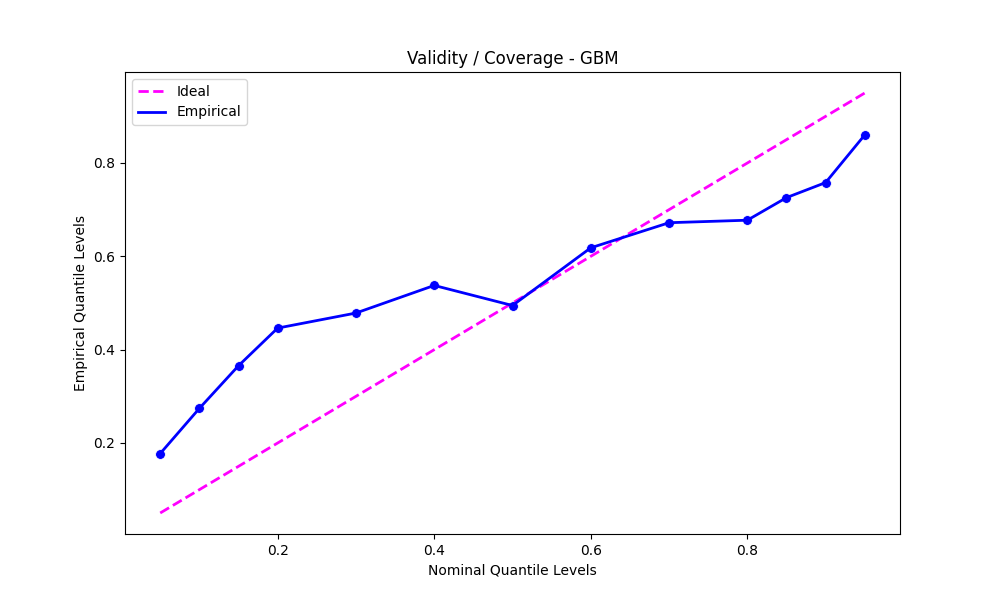 Validity / Coverage - GBM
Ideal
Empirical
0.8
0.6
0.4
0.2
Empirical Quantile Levels
0.2
0.4
0.6
0.8
Nominal Quantile Levels